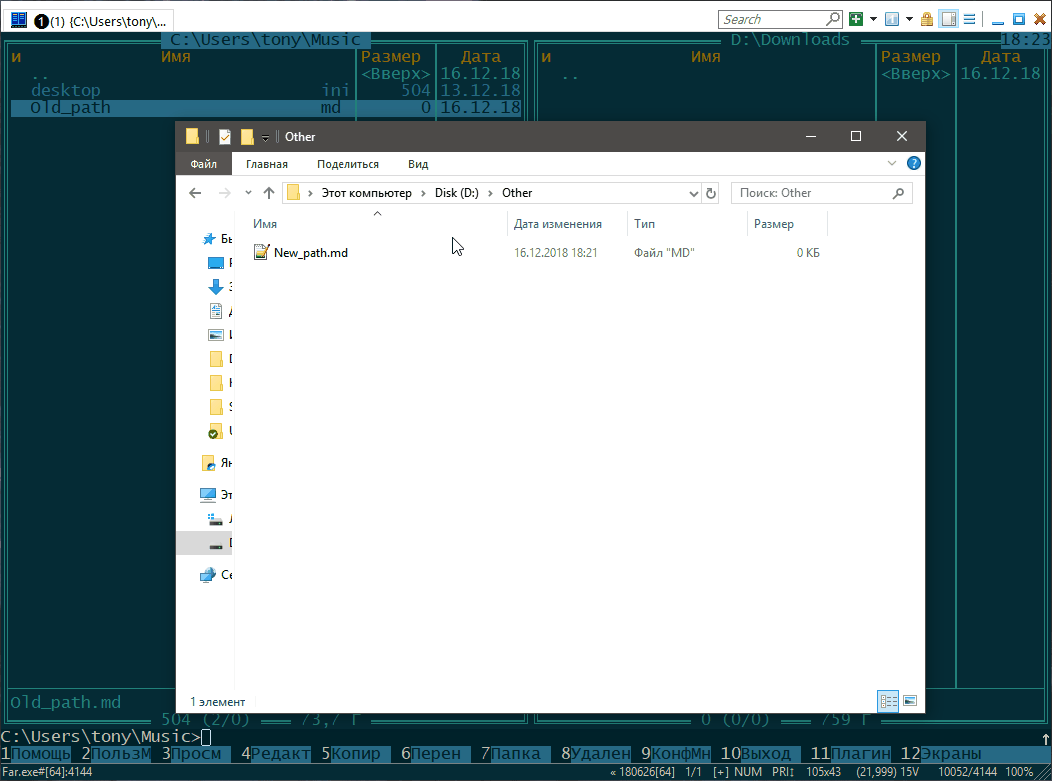 1(1) {C:\Users\tony\...
Search
C:\Users\tony\Music
D:\Downloads
18:23
и Имя Размер Дата
и Имя Размер Дата
.. <Вверх> 16.12.18
.. <Вверх> 16.12.18
desktop ini 504 13.12.18
Old_path md 0 16.12.18
Other
Файл Главная Поделиться Вид
Этот компьютер Disk (D:) Other
Поиск: Other
Имя Дата изменения Тип Размер
New_path.md 16.12.2018 18:21 Файл "MD" 0 КБ
1 элемент
Old_path.md
504 (2/0) 73,7 Г
0 (0/0) 759 Г
C:\Users\tony\Music>
1Помощь 2ПользМ 3Просм 4Редакт 5Копир 6Перен 7Папка 8Удален 9КонфМн 10Выход 11Плагин 12Экраны
Far.exe#[64]:4144
« 180626[64] 1/1 [+] NUM PRI↕ 105x43 (21,999) 15V 10052/4144 100%